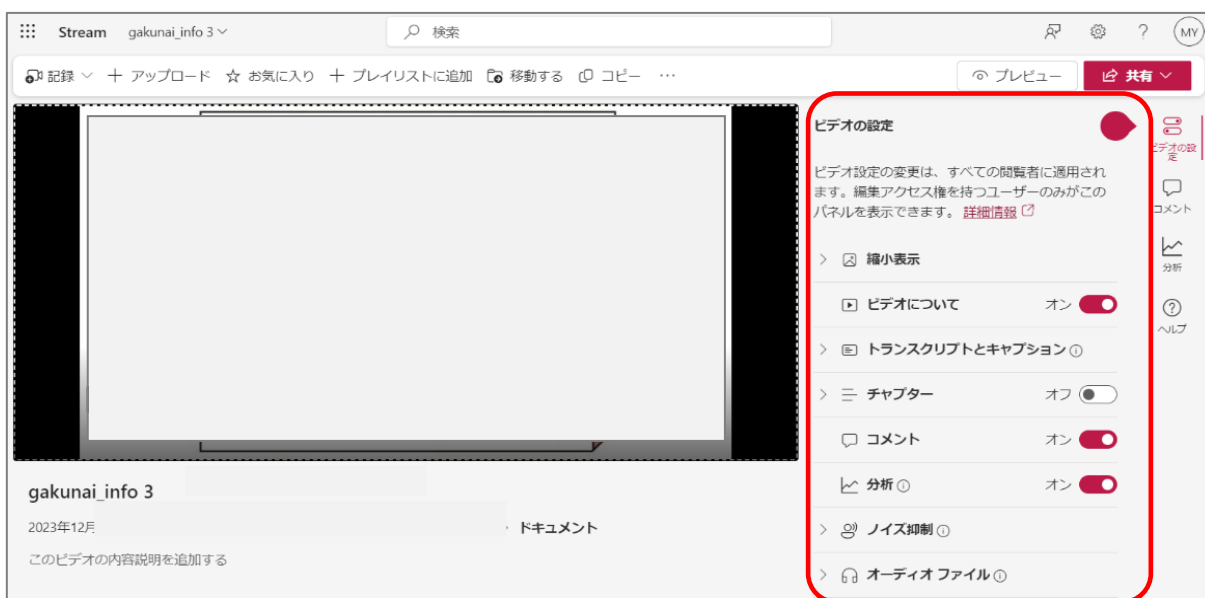 Stream gakunai_info 3
検索
MY
記録
アップロード
お気に入り
プレイリストに追加
移動する
コピー
…
プレビュー
共有
ビデオの設定
ビデオ設定の変更は、すべての閲覧者に適用され
ます。編集アクセス権を持つユーザーのみがこの
パネルを表示できます。 詳細情報
縮小表示
ビデオについて オン
トランスクリプトとキャプション
チャプター オフ
コメント オン
分析 オン
ノイズ抑制
オーディオ ファイル
ビデオの設
定
コメント
分析
ヘルプ
gakunai_info 3
2023年12月 ・ ドキュメント
このビデオの内容説明を追加する